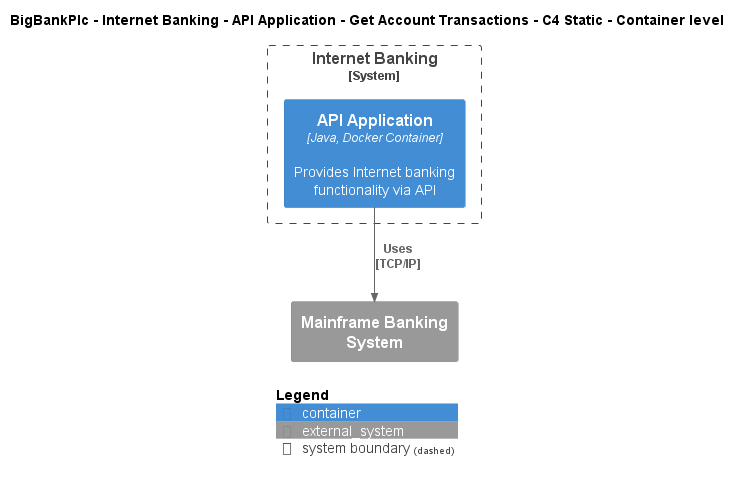 BigBankPlc - Internet Banking - API Application - Get Account Transactions - C4 Static - Container level
Internet Banking
[System]
API Application
[Java, Docker Container]
Provides Internet banking
functionality via API
Uses
[TCP/IP]
Mainframe Banking
System
Legend
container
external_system
system boundary (dashed)